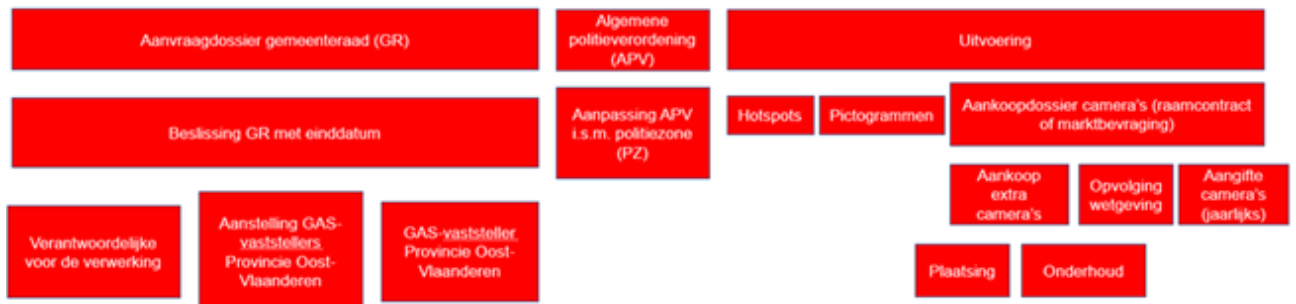 Aanvraagdossier gemeenteraad (GR)
Algemene
politieverordening
(APV)
Uitvoering
Beslissing GR met einddatum
Aanpassing APV
i.s.m. politiezone
(PZ)
Hotspots
Pictogrammen
Aankoopdossier camera's (raamcontract
of marktbevraging)
Verantwoordelijke
voor de verwerking
Aanstelling GAS-
vaststellers
Provincie Oost-
Vlaanderen
GAS-vaststeller
Provincie Oost-
Vlaanderen
Aankoop
extra
camera's
Opvolging
wetgeving
Aangifte
camera's
(jaarlijks)
Plaatsing
Onderhoud